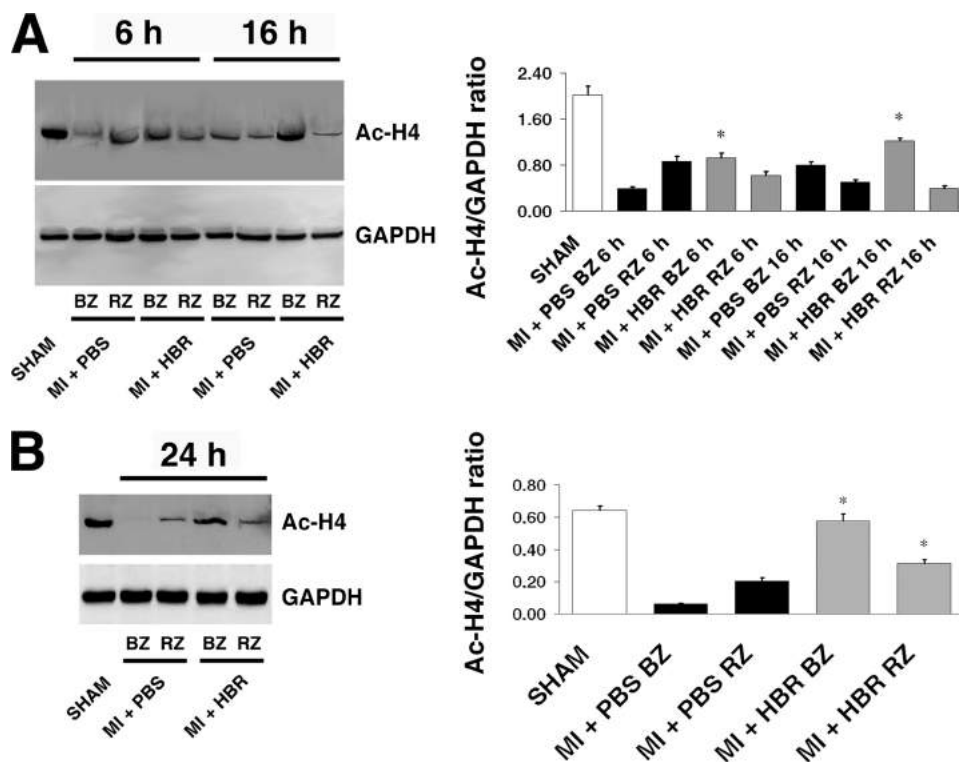 A
6 h 16 h
Ac-H4
GAPDH
BZ RZ BZ RZ BZ RZ BZ RZ
SHAM
MI + PBS
MI + HBR
MI + PBS
MI + HBR
Ac-H4/GAPDH ratio
2.40
1.60
0.80
0.00
*
*
SHAM
MI + PBS BZ 6 h
MI + PBS RZ 6 h
MI + HBR BZ 6 h
MI + HBR RZ 6 h
MI + PBS BZ 16 h
MI + PBS RZ 16 h
MI + HBR BZ 16 h
MI + HBR RZ 16 h
B
24 h
Ac-H4
GAPDH
BZ RZ BZ RZ
SHAM
MI + PBS
MI + HBR
Ac-H4/GAPDH ratio
0.80
0.60
0.40
0.20
0.00
*
*
SHAM
MI + PBS BZ
MI + PBS RZ
MI + HBR BZ
MI + HBR RZ